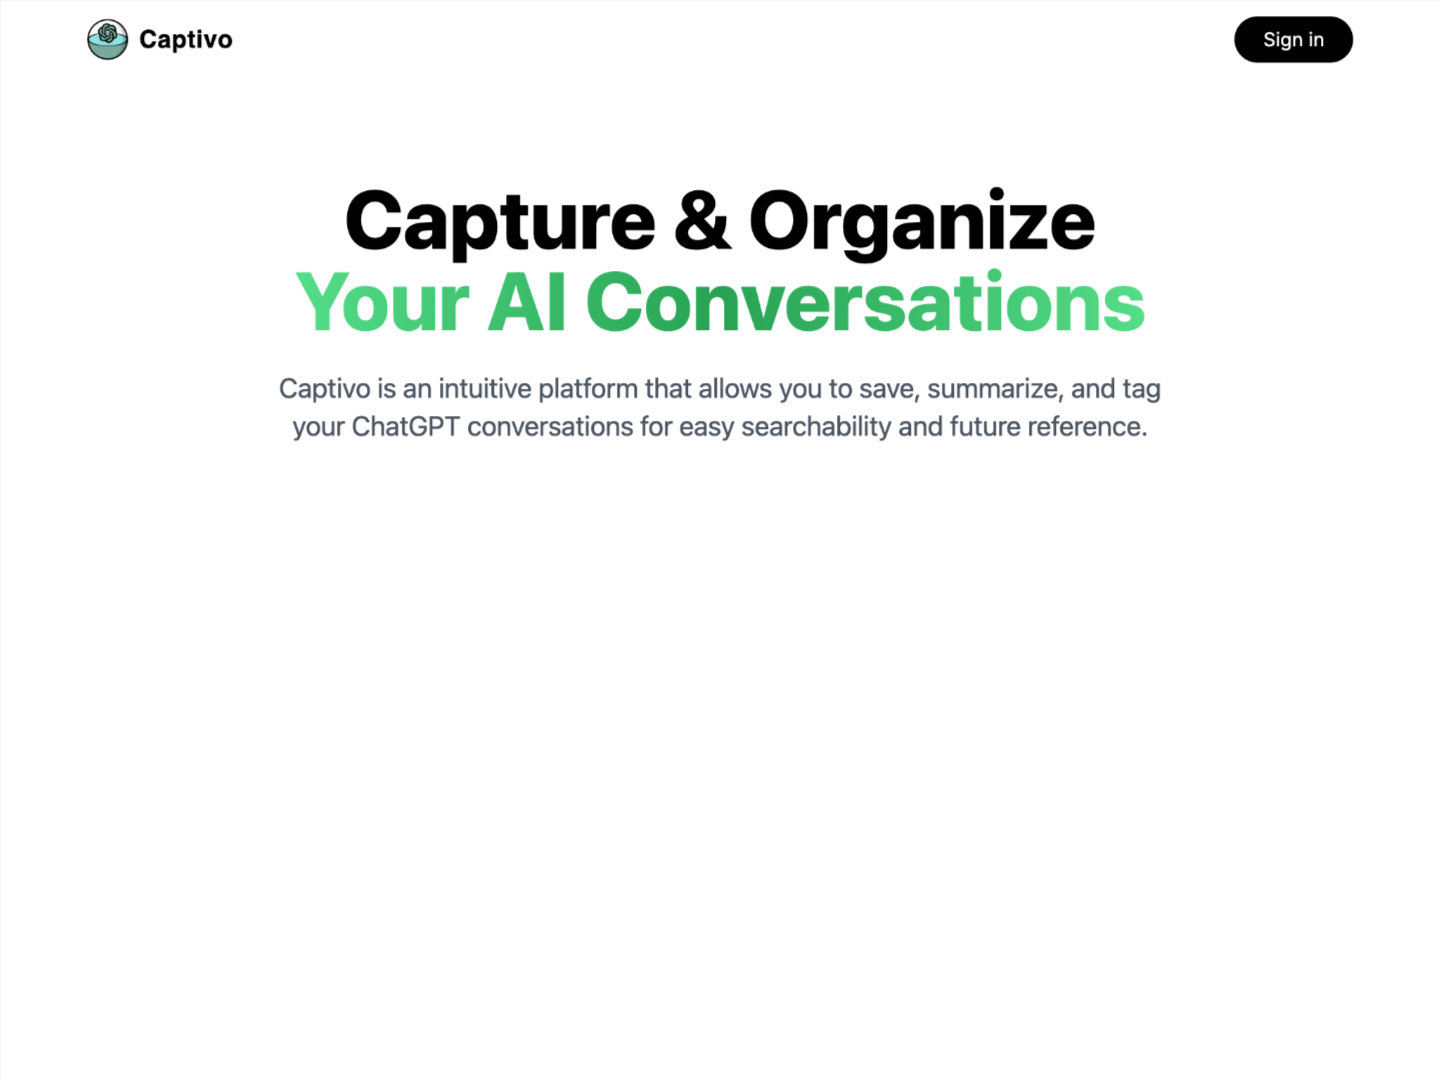 Captivo
Sign in
Capture & Organize
Your AI Conversations
Captivo is an intuitive platform that allows you to save, summarize, and tag
your ChatGPT conversations for easy searchability and future reference.